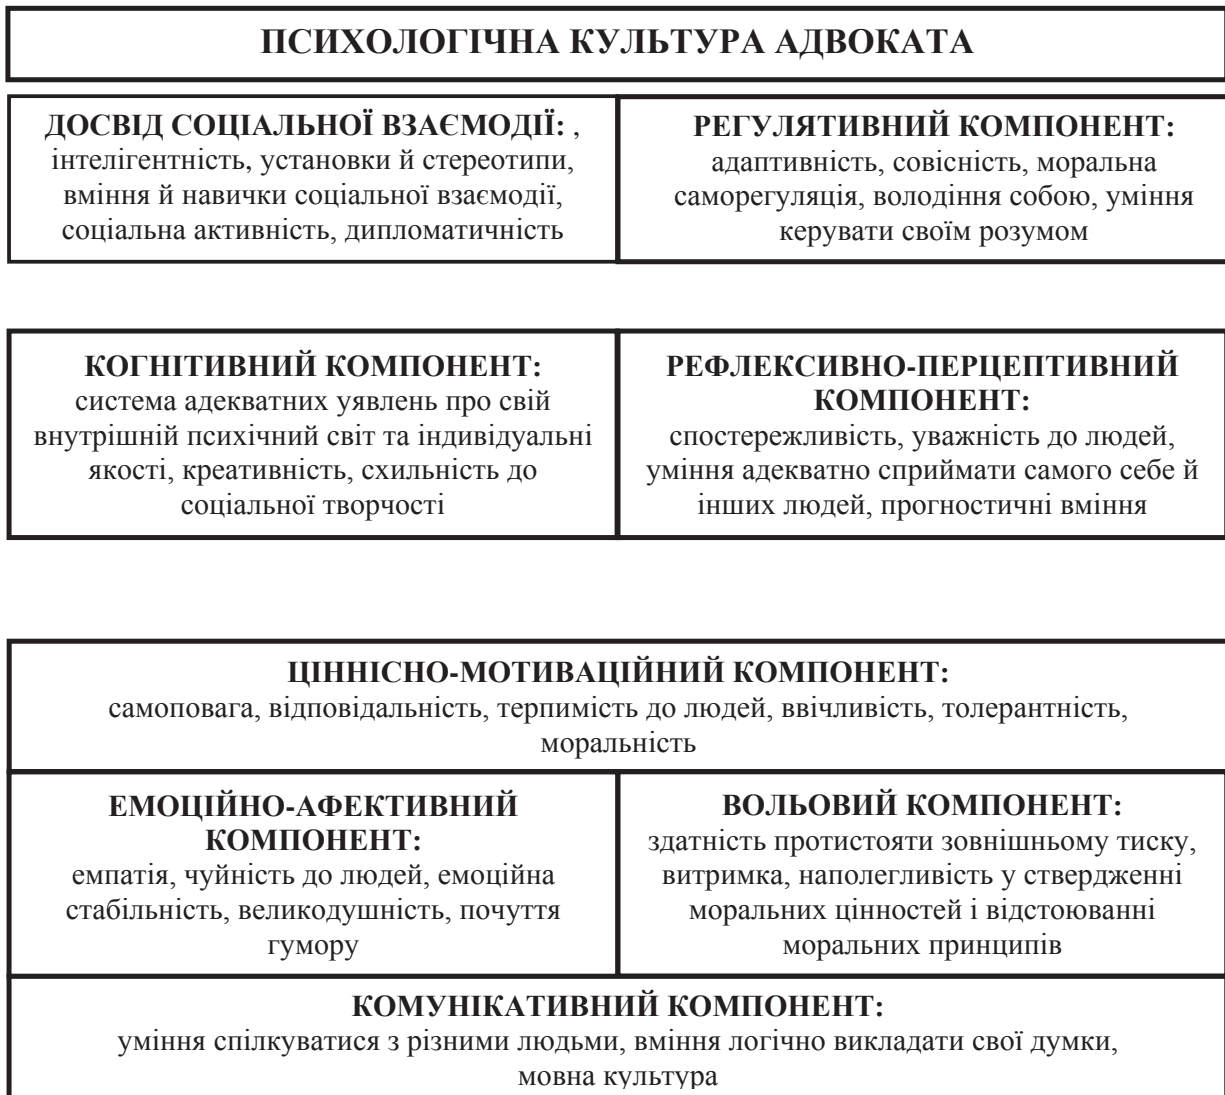 ПСИХОЛОГІЧНА КУЛЬТУРА АДВОКАТА
ДОСВІД СОЦІАЛЬНОЇ ВЗАЄМОДІЇ: ,
інтелігентність, установки й стереотипи,
вміння й навички соціальної взаємодії,
соціальна активність, дипломатичність
РЕГУЛЯТИВНИЙ КОМПОНЕНТ:
адаптивність, совісність, моральна
саморегуляція, володіння собою, уміння
керувати своїм розумом
КОГНІТИВНИЙ КОМПОНЕНТ:
система адекватних уявлень про свій
внутрішній психічний світ та індивідуальні
якості, креативність, схильність до
соціальної творчості
РЕФЛЕКСИВНО-ПЕРЦЕПТИВНИЙ
КОМПОНЕНТ:
спостережливість, уважність до людей,
уміння адекватно сприймати самого себе й
інших людей, прогностичні вміння
ЦІННІСНО-МОТИВАЦІЙНИЙ КОМПОНЕНТ:
самоповага, відповідальність, терпимість до людей, ввічливість, толерантність,
моральність
ЕМОЦІЙНО-АФЕКТИВНИЙ
КОМПОНЕНТ:
емпатія, чуйність до людей, емоційна
стабільність, великодушність, почуття
гумору
ВОЛЬОВИЙ КОМПОНЕНТ:
здатність протистояти зовнішньому тиску,
витримка, наполегливість у ствердженні
моральних цінностей і відстоюванні
моральних принципів
КОМУНІКАТИВНИЙ КОМПОНЕНТ:
уміння спілкуватися з різними людьми, вміння логічно викладати свої думки,
мовна культура